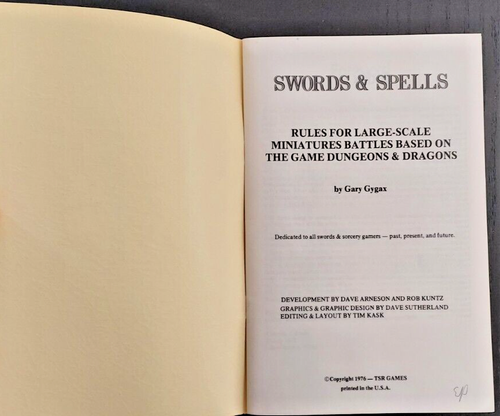 SWORDS & SPELLS
RULES FOR LARGE-SCALE
MINIATURES BATTLES BASED ON
THE GAME DUNGEONS & DRAGONS
by Gary Gygax
Dedicated to all swords & sorcery gamers — past, present, and future.
DEVELOPMENT BY DAVE ARNESON AND ROB KUNTZ
GRAPHICS & GRAPHIC DESIGN BY DAVE SUTHERLAND
EDITING & LAYOUT BY TIM KASK
©Copyright 1976 — TSR GAMES
printed in the U.S.A.